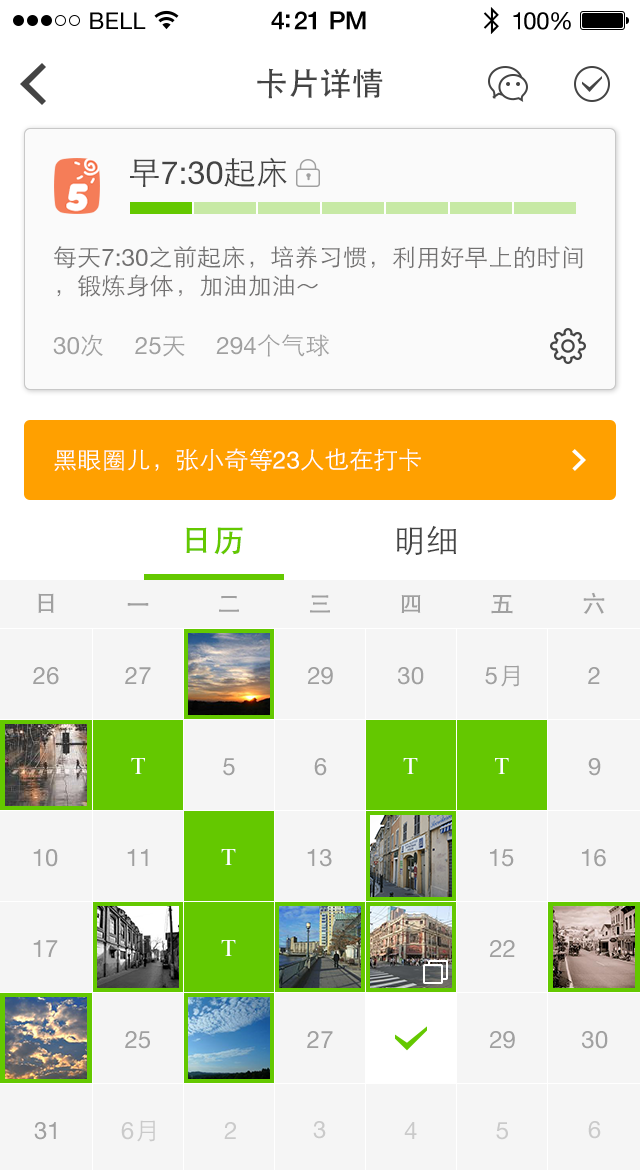 BELL 4:21 PM 100%
卡片详情
5 早7:30起床
每天7:30之前起床，培养习惯，利用好早上的时间
，锻炼身体，加油加油～
30次 25天 294个气球
黑眼圈儿，张小奇等23人也在打卡
日历 明细
日 一 二 三 四 五 六
26 27 29 30 5月 2
T 5 6 T T 9
10 11 T 13 15 16
17 T 22
25 27 29 30
31 6月 2 3 4 5 6